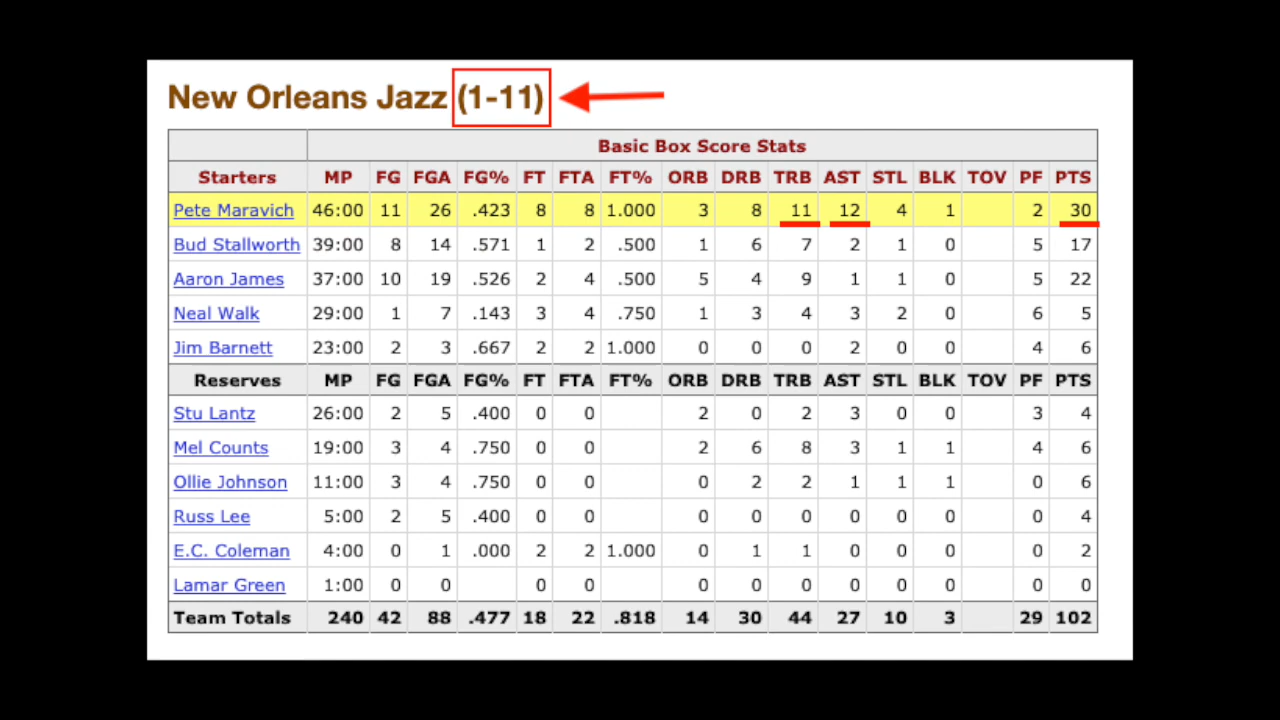 New Orleans Jazz (1-11)
Basic Box Score Stats
Starters MP FG FGA FG% FT FTA FT% ORB DRB TRB AST STL BLK TOV PF PTS
Pete Maravich 46:00 11 26 .423 8 8 1.000 3 8 11 12 4 1 2 30
Bud Stallworth 39:00 8 14 .571 1 2 .500 1 6 7 2 1 0 5 17
Aaron James 37:00 10 19 .526 2 4 .500 5 4 9 1 1 0 5 22
Neal Walk 29:00 1 7 .143 3 4 .750 1 3 4 3 2 0 6 5
Jim Barnett 23:00 2 3 .667 2 2 1.000 0 0 0 2 0 0 4 6
Reserves MP FG FGA FG% FT FTA FT% ORB DRB TRB AST STL BLK TOV PF PTS
Stu Lantz 26:00 2 5 .400 0 0 2 0 2 3 0 0 3 4
Mel Counts 19:00 3 4 .750 0 0 2 6 8 3 1 1 4 6
Ollie Johnson 11:00 3 4 .750 0 0 0 2 2 1 1 1 0 6
Russ Lee 5:00 2 5 .400 0 0 0 0 0 0 0 0 0 4
E.C. Coleman 4:00 0 1 .000 2 2 1.000 0 1 1 0 0 0 0 2
Lamar Green 1:00 0 0 0 0 0 0 0 0 0 0 0 0
Team Totals 240 42 88 .477 18 22 .818 14 30 44 27 10 3 29 102